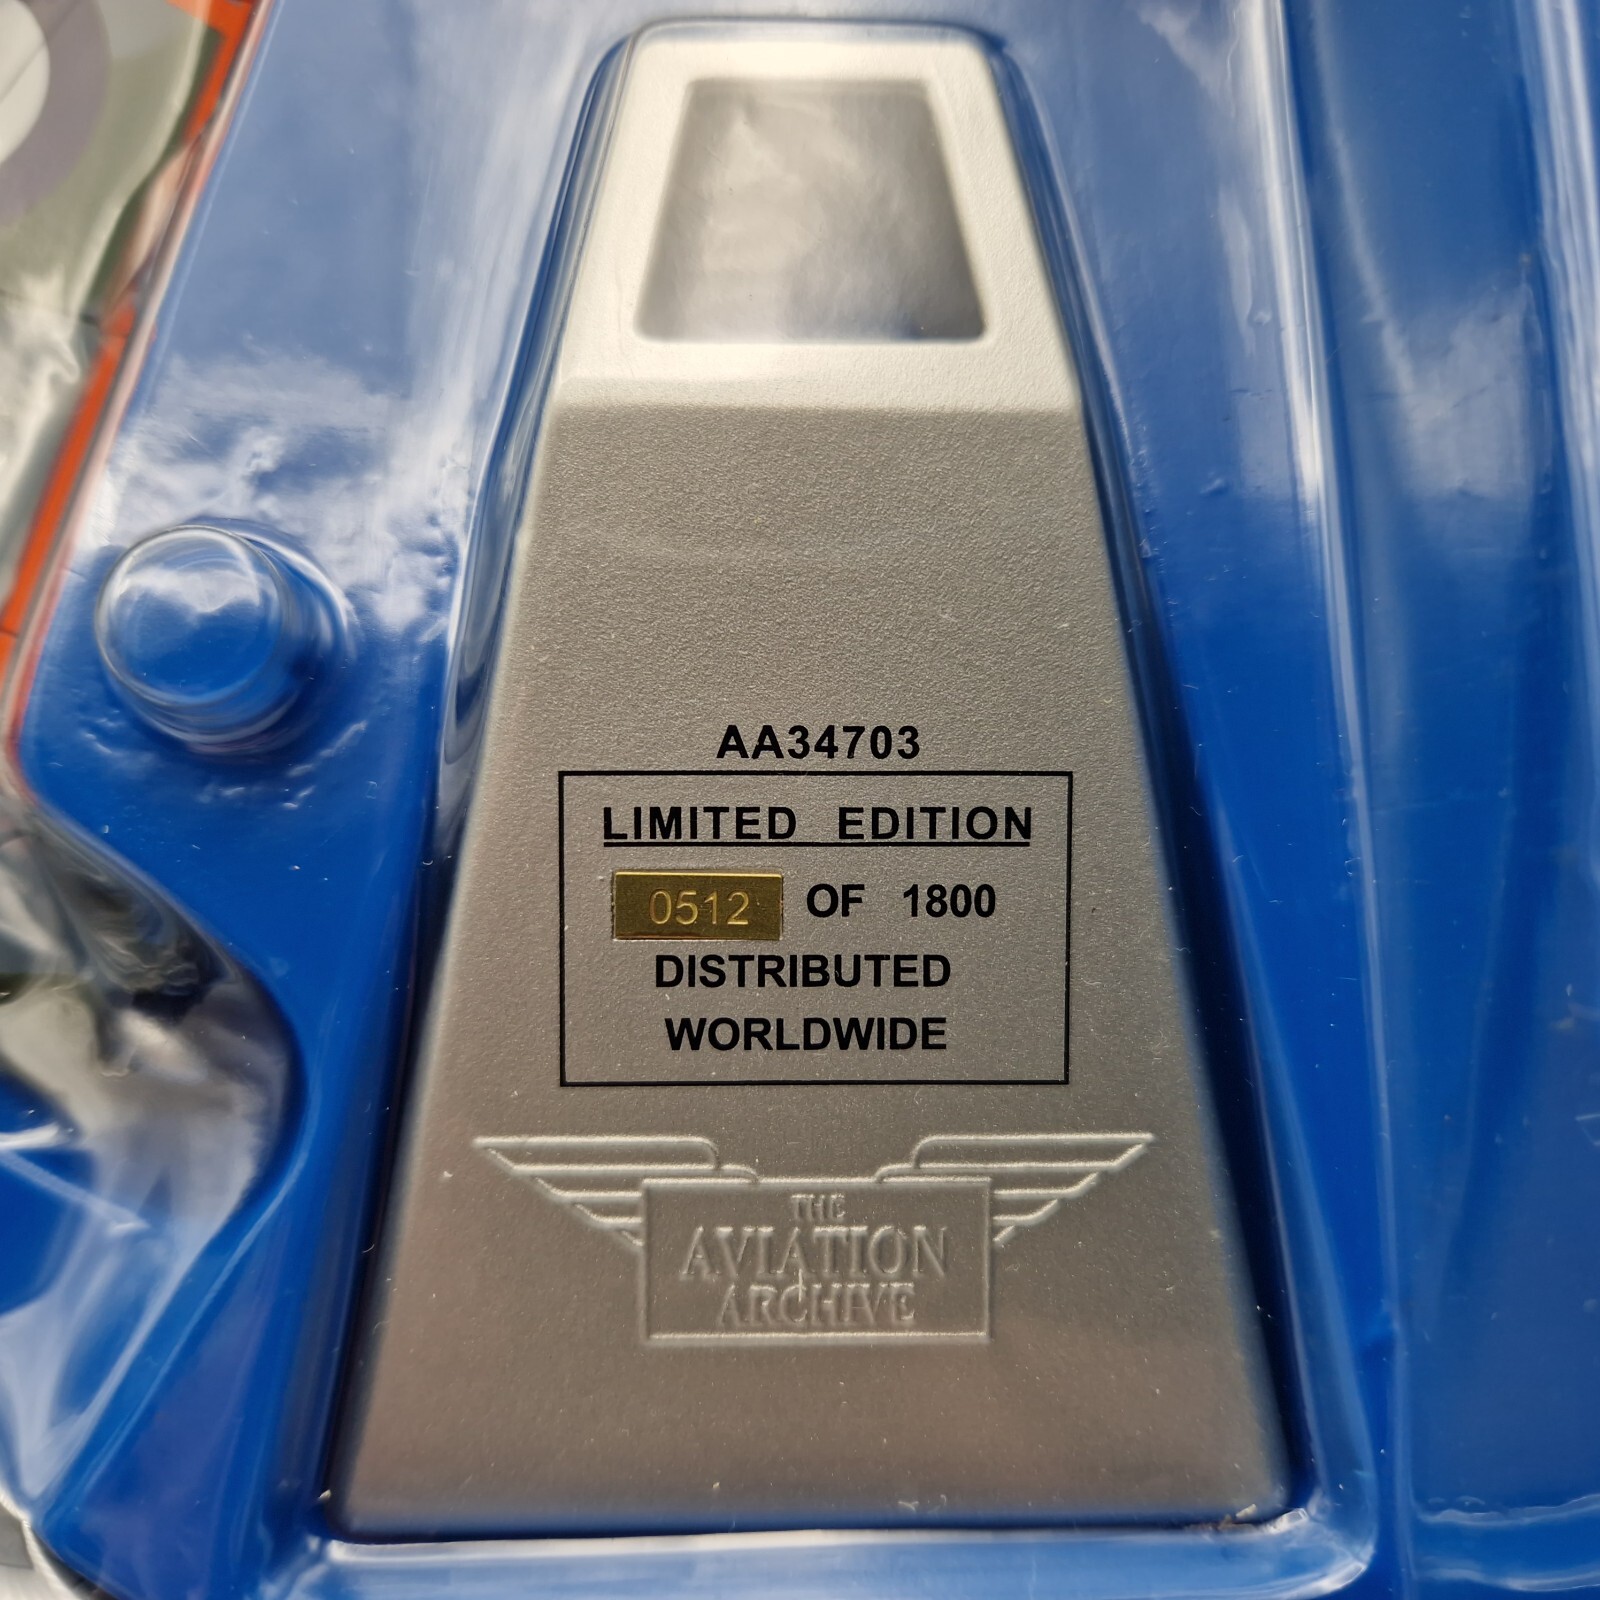 AA34703
LIMITED EDITION
0512 OF 1800
DISTRIBUTED
WORLDWIDE
THE
AVIATION
ARCHIVE